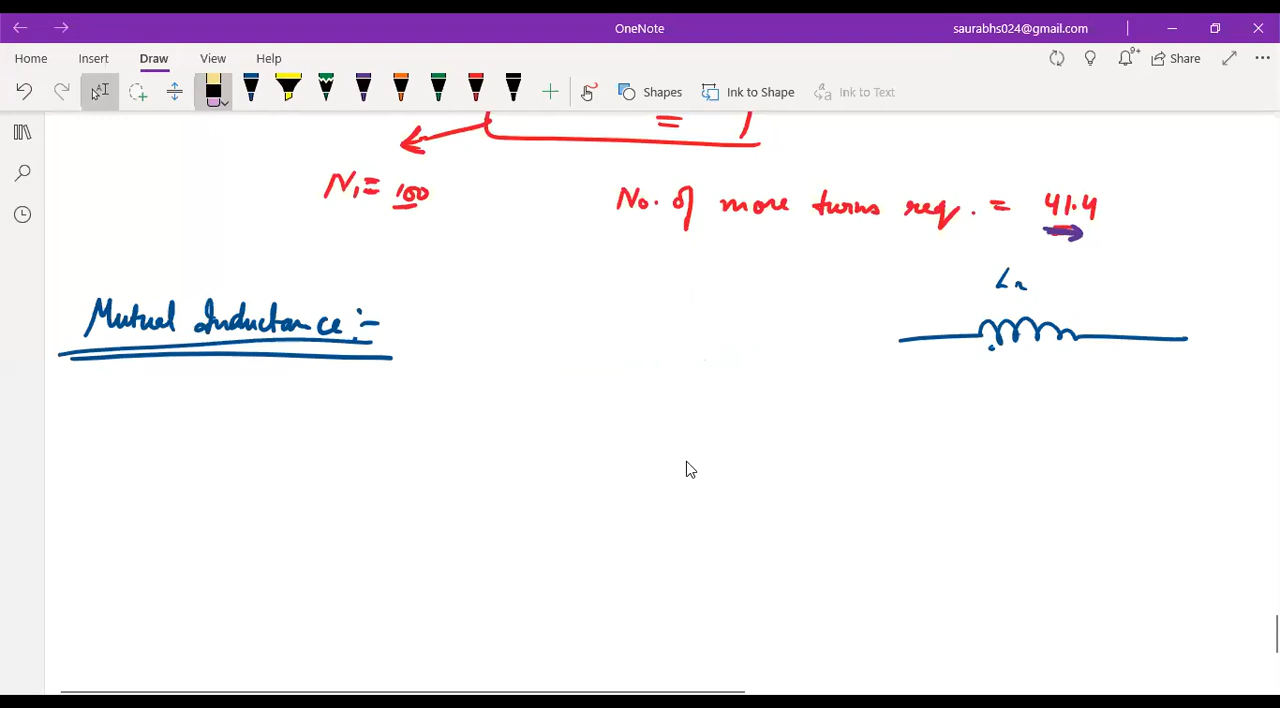 OneNote
saurabhs024@gmail.com
Home Insert Draw View Help
Share
Shapes Ink to Shape Ink to Text
N₁ = 100
No. of more turns req. = 41.4
Mutual Inductance :-